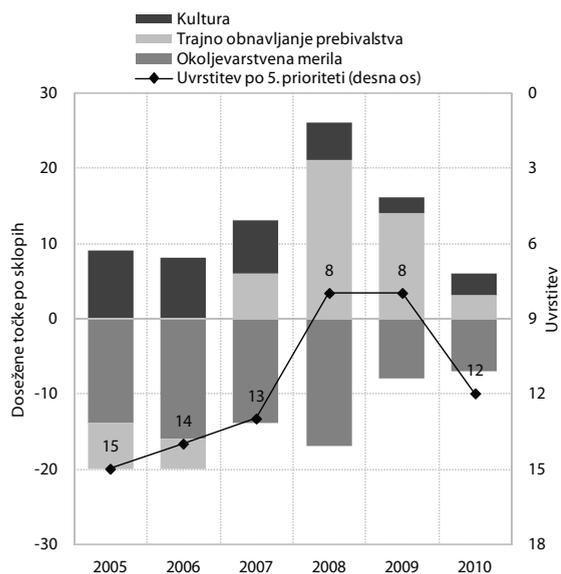 Kultura
Trajno obnavljanje prebivalstva
Okoljevarstvena merila
Uvrstitev po 5. prioriteti (desna os)
30 0
20 3
10 6
0 9
-10 12
-20 15
-30 18
Dosežene točke po sklopih
Uvrstitev
15
14
13
8
8
12
2005 2006 2007 2008 2009 2010